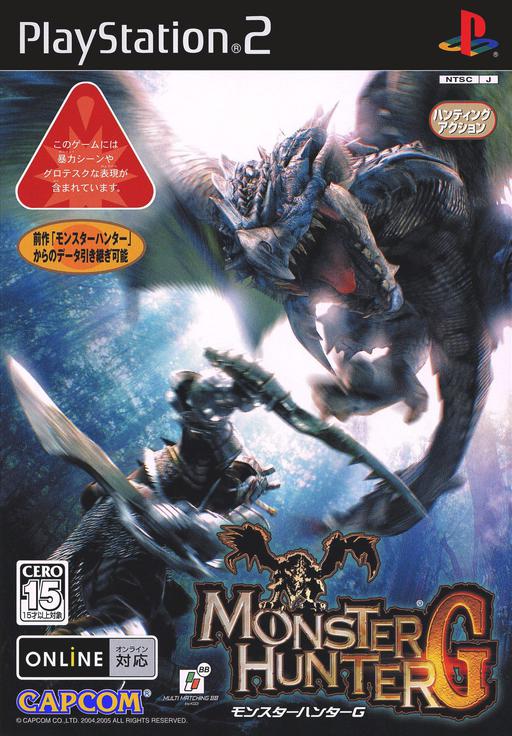 PlayStation®2
NTSC J
ハンティング
アクション
このゲームには
暴力シーンや
グロテスクな表現が
含まれています。
前作「モンスターハンター」
からのデータ引き継ぎ可能
CERO
15
15才以上対象
MONSTER
HUNTER G
モンスターハンターG
ONLiNE オンライン対応
BB
MULTI MATCHING BB
by KDDI
CAPCOM®
© CAPCOM CO.,LTD. 2004,2005 ALL RIGHTS RESERVED.